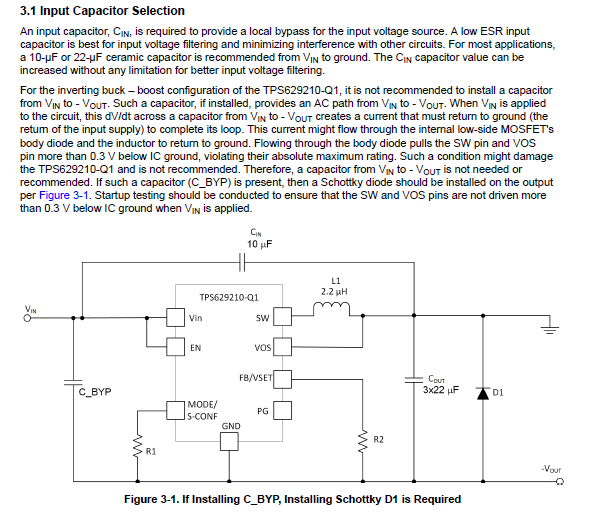 3.1 Input Capacitor Selection
An input capacitor, CIN, is required to provide a local bypass for the input voltage source. A low ESR input
capacitor is best for input voltage filtering and minimizing interference with other circuits. For most applications,
a 10-μF or 22-μF ceramic capacitor is recommended from VIN to ground. The CIN capacitor value can be
increased without any limitation for better input voltage filtering.
For the inverting buck – boost configuration of the TPS629210-Q1, it is not recommended to install a capacitor
from VIN to - VOUT. Such a capacitor, if installed, provides an AC path from VIN to - VOUT. When VIN is applied
to the circuit, this dV/dt across a capacitor from VIN to - VOUT creates a current that must return to ground (the
return of the input supply) to complete its loop. This current might flow through the internal low-side MOSFET's
body diode and the inductor to return to ground. Flowing through the body diode pulls the SW pin and VOS
pin more than 0.3 V below IC ground, violating their absolute maximum rating. Such a condition might damage
the TPS629210-Q1 and is not recommended. Therefore, a capacitor from VIN to - VOUT is not needed or
recommended. If such a capacitor (C_BYP) is present, then a Schottky diode should be installed on the output
per Figure 3-1. Startup testing should be conducted to ensure that the SW and VOS pins are not driven more
than 0.3 V below IC ground when VIN is applied.
CIN
10 μF
L1
2.2 μH
TPS629210-Q1
VIN
Vin
SW
EN
VOS
FB/VSET
COUT
3x22 μF
C_BYP
D1
MODE/
S-CONF
PG
GND
R2
R1
-VOUT
Figure 3-1. If Installing C_BYP, Installing Schottky D1 is Required